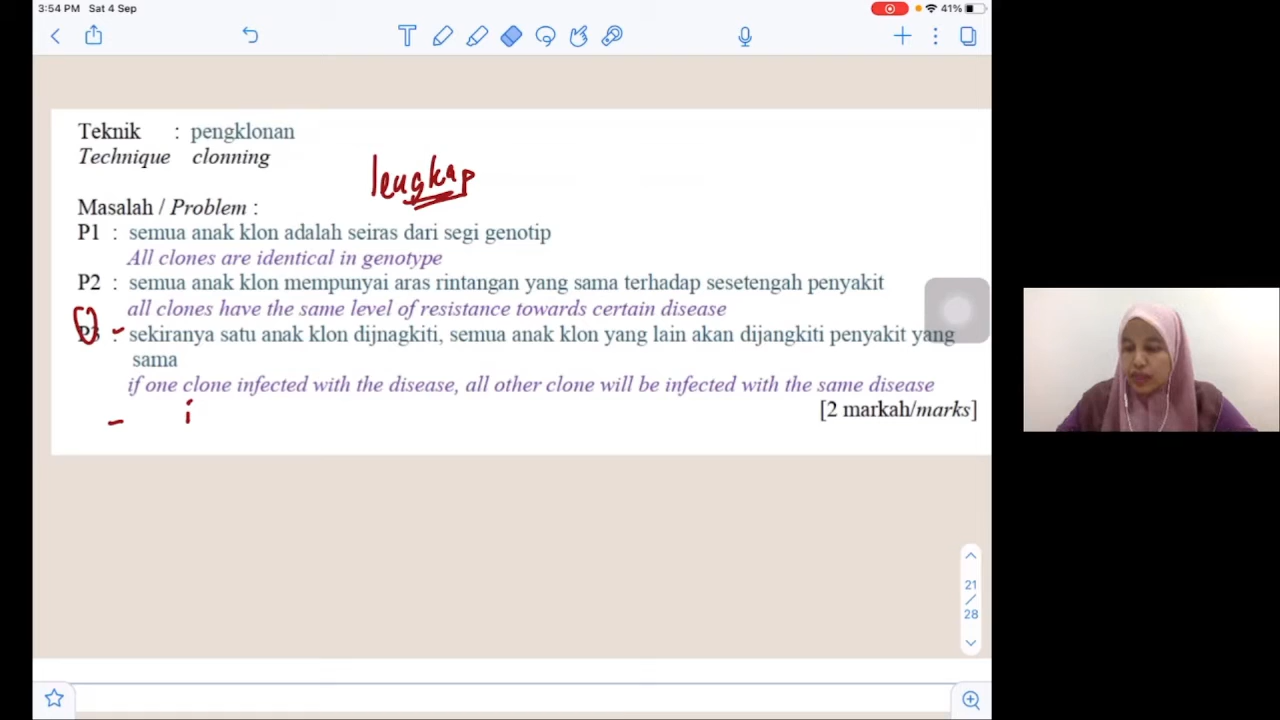 3:54 PM Sat 4 Sep
41%
T
Teknik : pengklonan
Technique clonning
lengkap
Masalah / Problem :
P1 : semua anak klon adalah seiras dari segi genotip
All clones are identical in genotype
P2 : semua anak klon mempunyai aras rintangan yang sama terhadap sesetengah penyakit
all clones have the same level of resistance towards certain disease
P3 : sekiranya satu anak klon dijnagkiti, semua anak klon yang lain akan dijangkiti penyakit yang
sama
if one clone infected with the disease, all other clone will be infected with the same disease
- i
[2 markah/marks]
21
/
28